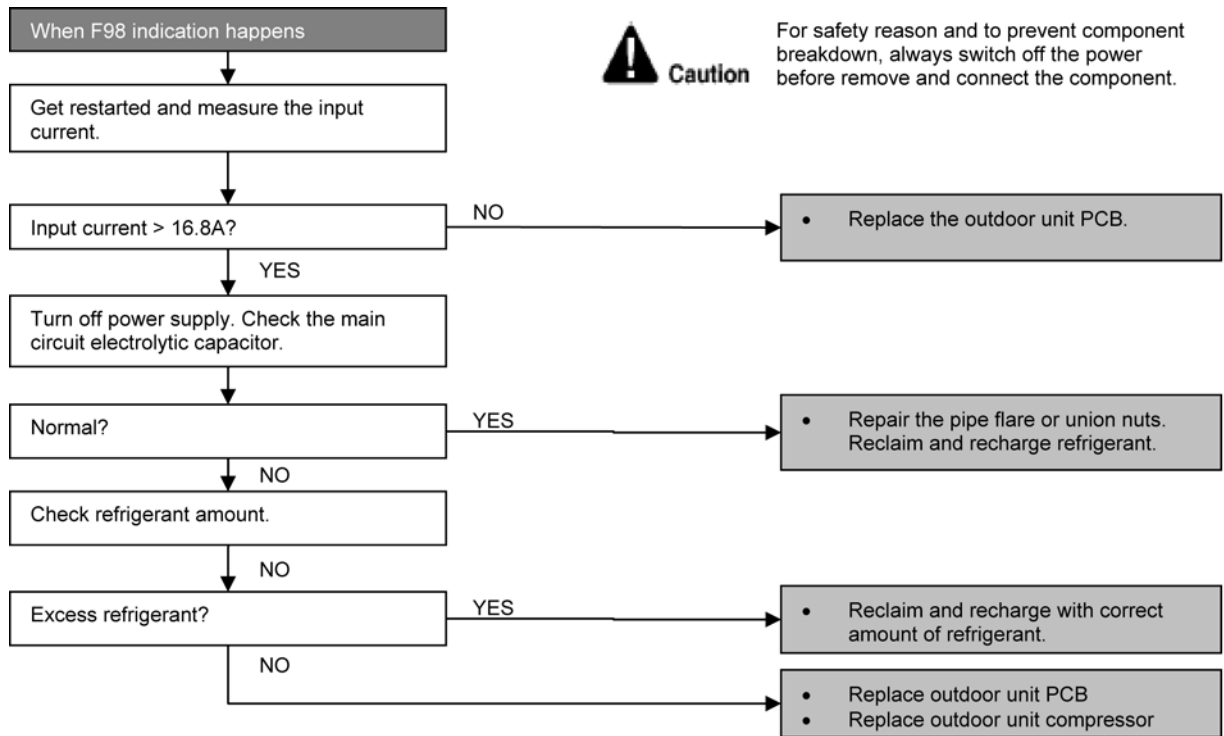 When F98 indication happens
Caution
For safety reason and to prevent component
breakdown, always switch off the power
before remove and connect the component.
Get restarted and measure the input
current.
Input current > 16.8A?
NO
• Replace the outdoor unit PCB.
YES
Turn off power supply. Check the main
circuit electrolytic capacitor.
Normal?
YES
• Repair the pipe flare or union nuts.
Reclaim and recharge refrigerant.
NO
Check refrigerant amount.
NO
Excess refrigerant?
YES
• Reclaim and recharge with correct
amount of refrigerant.
NO
• Replace outdoor unit PCB
• Replace outdoor unit compressor